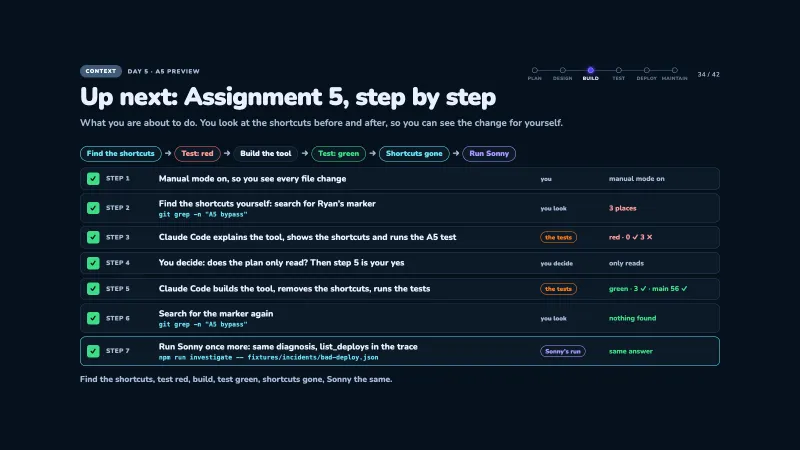 CONTEXT DAY 5 · A5 PREVIEW
PLAN DESIGN BUILD TEST DEPLOY MAINTAIN
34 / 42
Up next: Assignment 5, step by step
What you are about to do. You look at the shortcuts before and after, so you can see the change for yourself.
Find the shortcuts → Test: red → Build the tool → Test: green → Shortcuts gone → Run Sonny
STEP 1 Manual mode on, so you see every file change you manual mode on
STEP 2 Find the shortcuts yourself: search for Ryan's marker you look 3 places
git grep -n "A5 bypass"
STEP 3 Claude Code explains the tool, shows the shortcuts and runs the A5 test the tests red · 0 ✓ 3 ✕
STEP 4 You decide: does the plan only read? Then step 5 is your yes you decide only reads
STEP 5 Claude Code builds the tool, removes the shortcuts, runs the tests the tests green · 3 ✓ · main 56 ✓
STEP 6 Search for the marker again you look nothing found
git grep -n "A5 bypass"
STEP 7 Run Sonny once more: same diagnosis, list_deploys in the trace Sonny's run same answer
npm run investigate -- fixtures/incidents/bad-deploy.json
Find the shortcuts, test red, build, test green, shortcuts gone, Sonny the same.